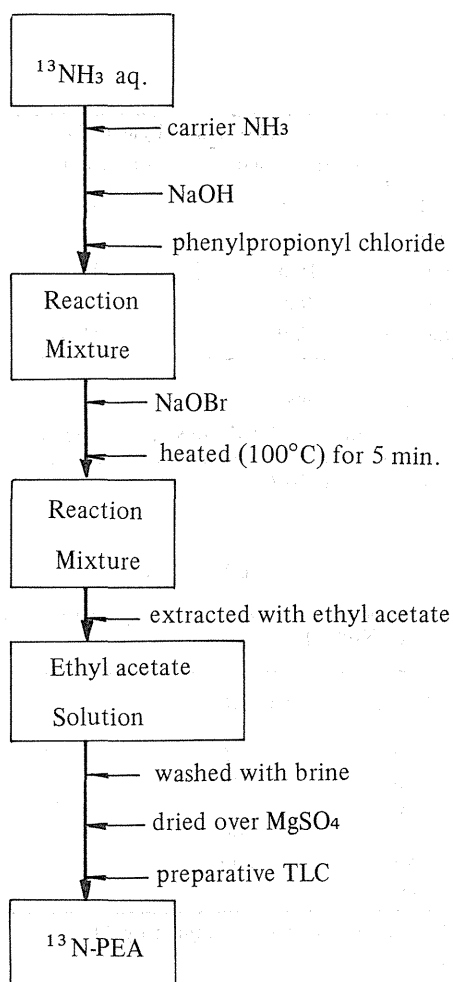 ¹³NH₃ aq.
carrier NH₃
NaOH
phenylpropionyl chloride
Reaction
Mixture
NaOBr
heated (100°C) for 5 min.
Reaction
Mixture
extracted with ethyl acetate
Ethyl acetate
Solution
washed with brine
dried over MgSO₄
preparative TLC
¹³N-PEA